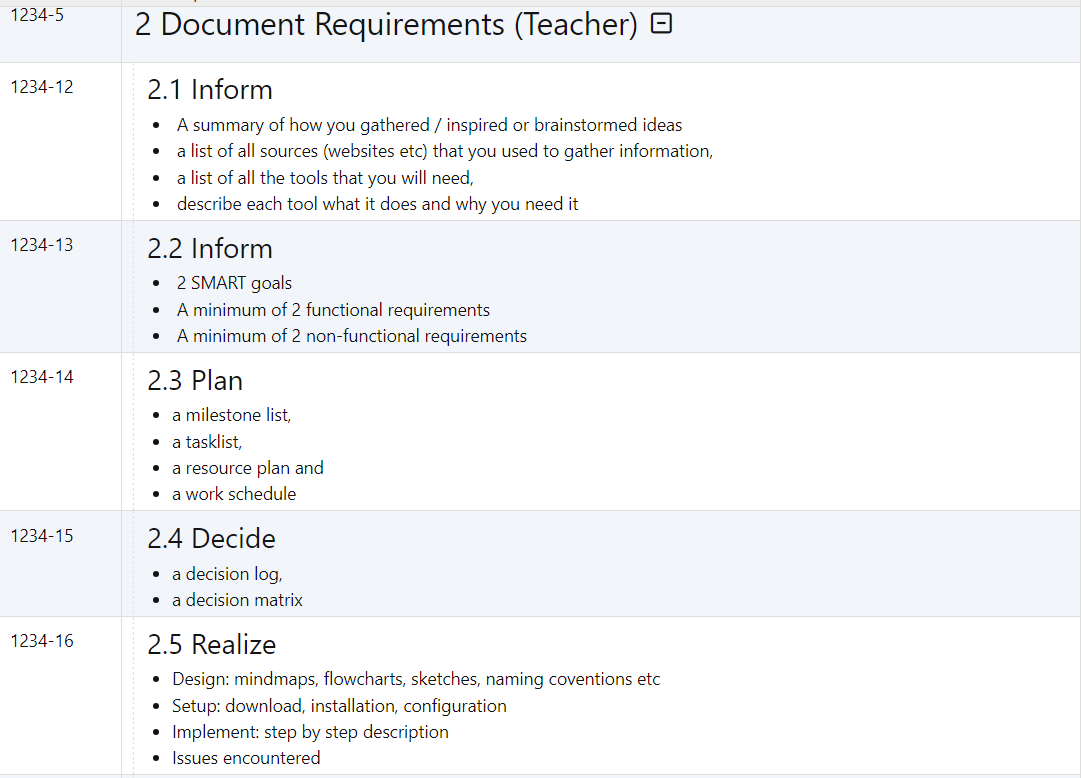 1234-5
2 Document Requirements (Teacher)
1234-12
2.1 Inform
• A summary of how you gathered / inspired or brainstormed ideas
• a list of all sources (websites etc) that you used to gather information,
• a list of all the tools that you will need,
• describe each tool what it does and why you need it
1234-13
2.2 Inform
• 2 SMART goals
• A minimum of 2 functional requirements
• A minimum of 2 non-functional requirements
1234-14
2.3 Plan
• a milestone list,
• a tasklist,
• a resource plan and
• a work schedule
1234-15
2.4 Decide
• a decision log,
• a decision matrix
1234-16
2.5 Realize
• Design: mindmaps, flowcharts, sketches, naming coventions etc
• Setup: download, installation, configuration
• Implement: step by step description
• Issues encountered